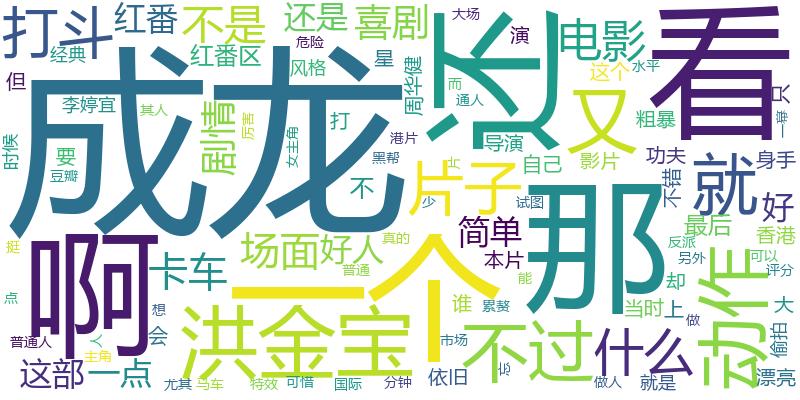 成龙
还
看
那
一个
啊
打斗
红番
不是
还是
喜剧
电影
又
就
好
片子
动作
不过
什么
洪金宝
卡车
场面
好人
剧情
简单
本片
这部
一点
红番区
风格
星
周华健
李婷宜
经典
但
时候
要
豆瓣
危险
大场
演
这个
水平
只
粗暴
功夫
身手
不错
影片
自己
导演
通人
而
打
港片
黑帮
不
女主角
厉害
其人
最后
香港
反派
另外
可以
评分
却
当时
上
做
能
试图
少
真的
普通
谁
累赘
市场
依旧
忘
做人
就是
大
偷拍
漂亮
挺
点
普通人
人
主角
想
会
尤其
马车
特效
可惜
国际
分钟